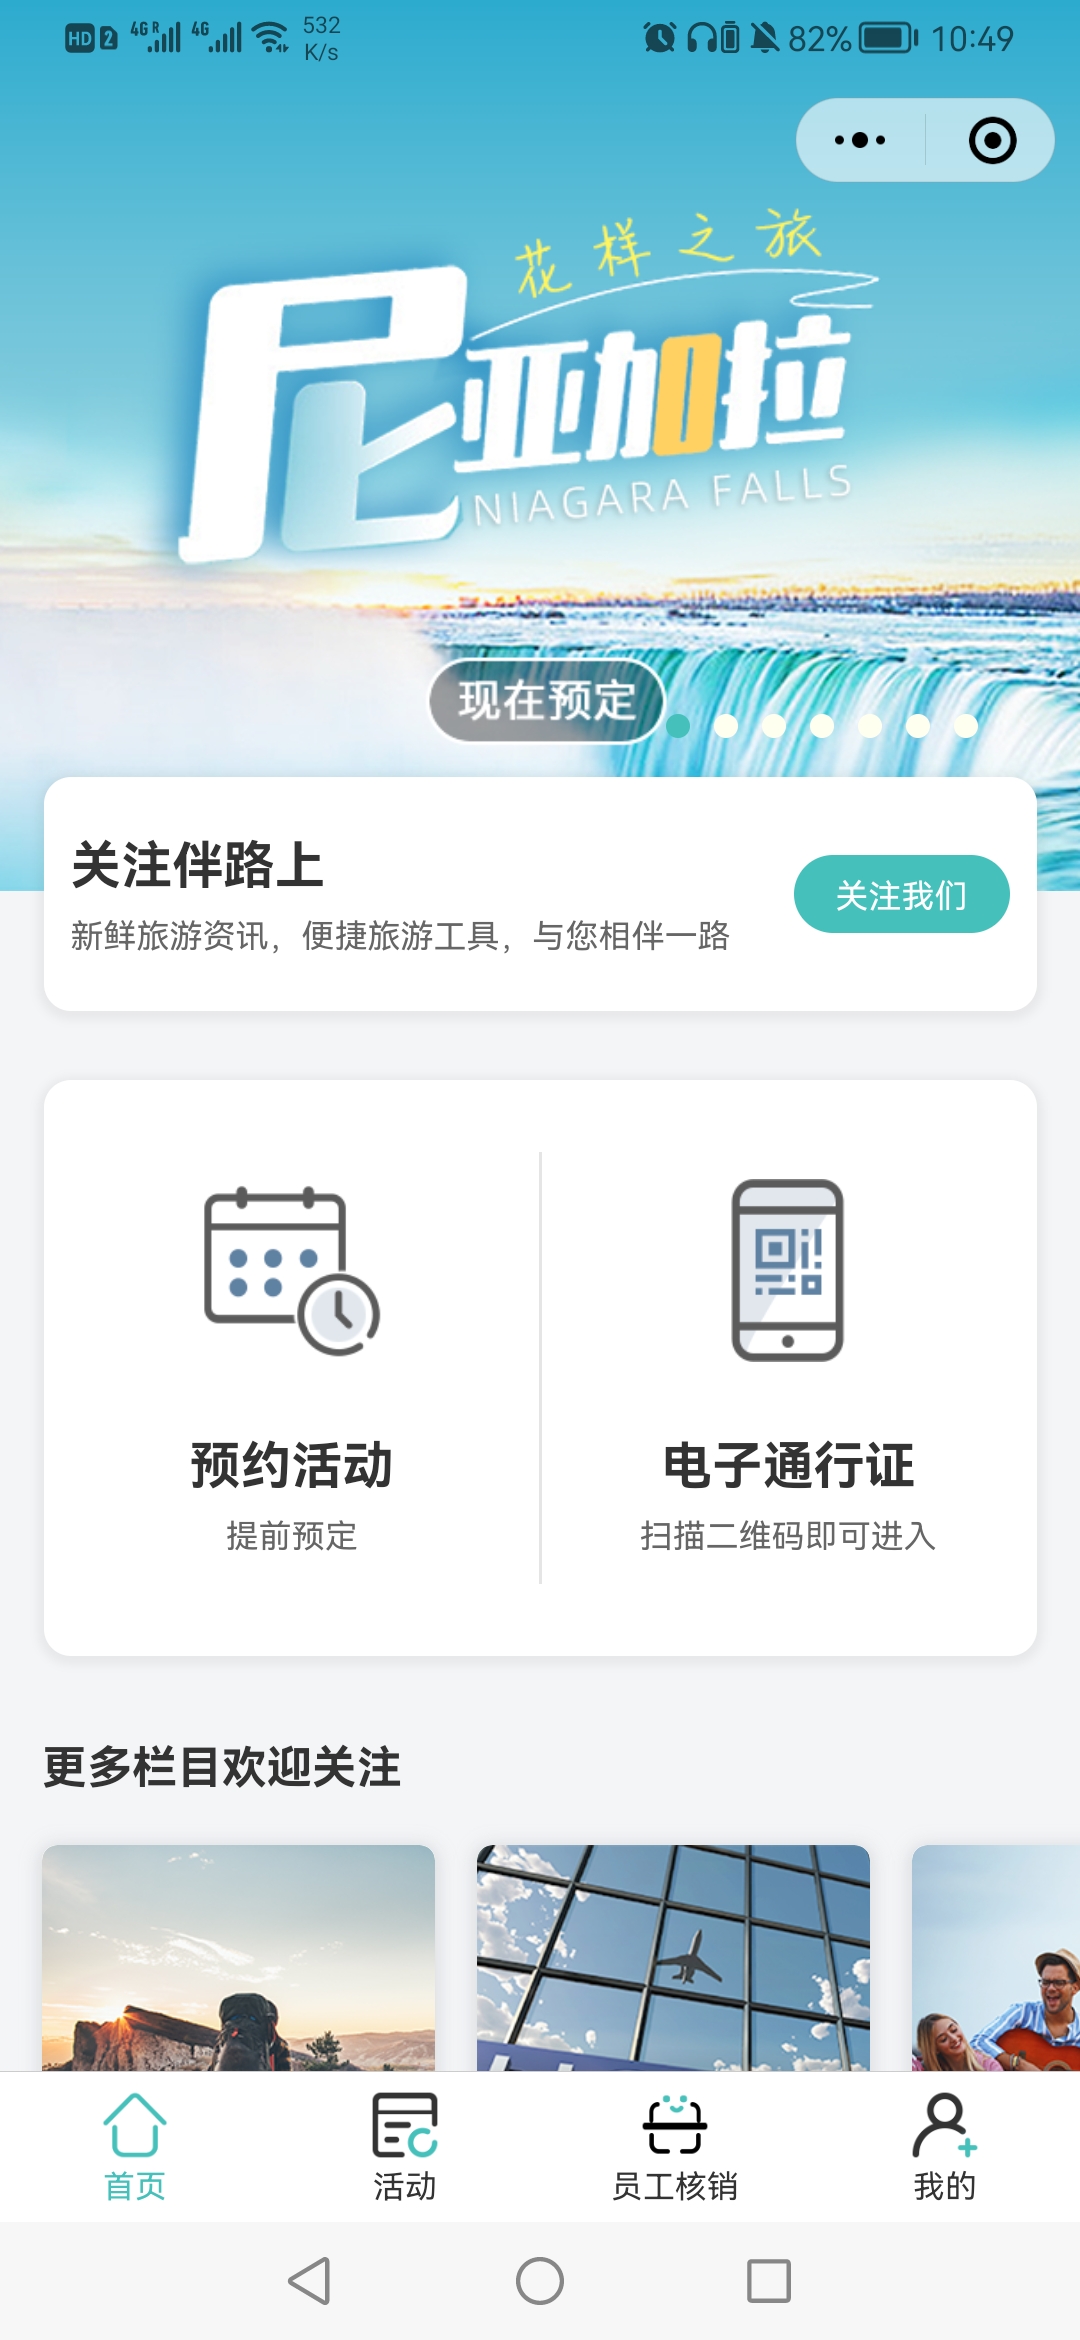 HD 2 4G R 4G 532 K/s 82% 10:49
花样之旅
尼亚加拉
NIAGARA FALLS
现在预定
关注伴路上
新鲜旅游资讯，便捷旅游工具，与您相伴一路
关注我们
预约活动
提前预定
电子通行证
扫描二维码即可进入
更多栏目欢迎关注
首页
活动
员工核销
我的